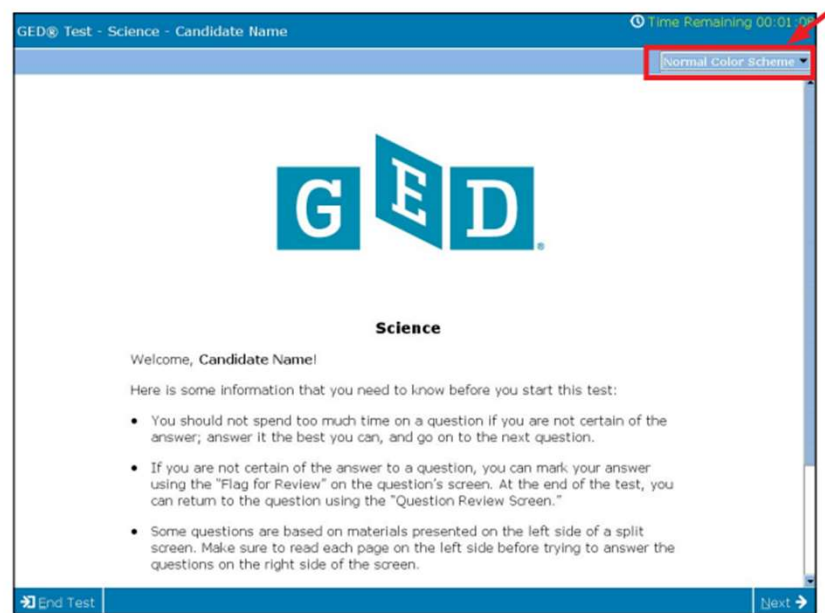 GED® Test - Science - Candidate Name
Time Remaining 00:01:08
Normal Color Scheme
GED®
Science
Welcome, Candidate Name!
Here is some information that you need to know before you start this test:
• You should not spend too much time on a question if you are not certain of the
answer; answer it the best you can, and go on to the next question.
• If you are not certain of the answer to a question, you can mark your answer
using the "Flag for Review" on the question's screen. At the end of the test, you
can return to the question using the "Question Review Screen."
• Some questions are based on materials presented on the left side of a split
screen. Make sure to read each page on the left side before trying to answer the
questions on the right side of the screen.
End Test
Next